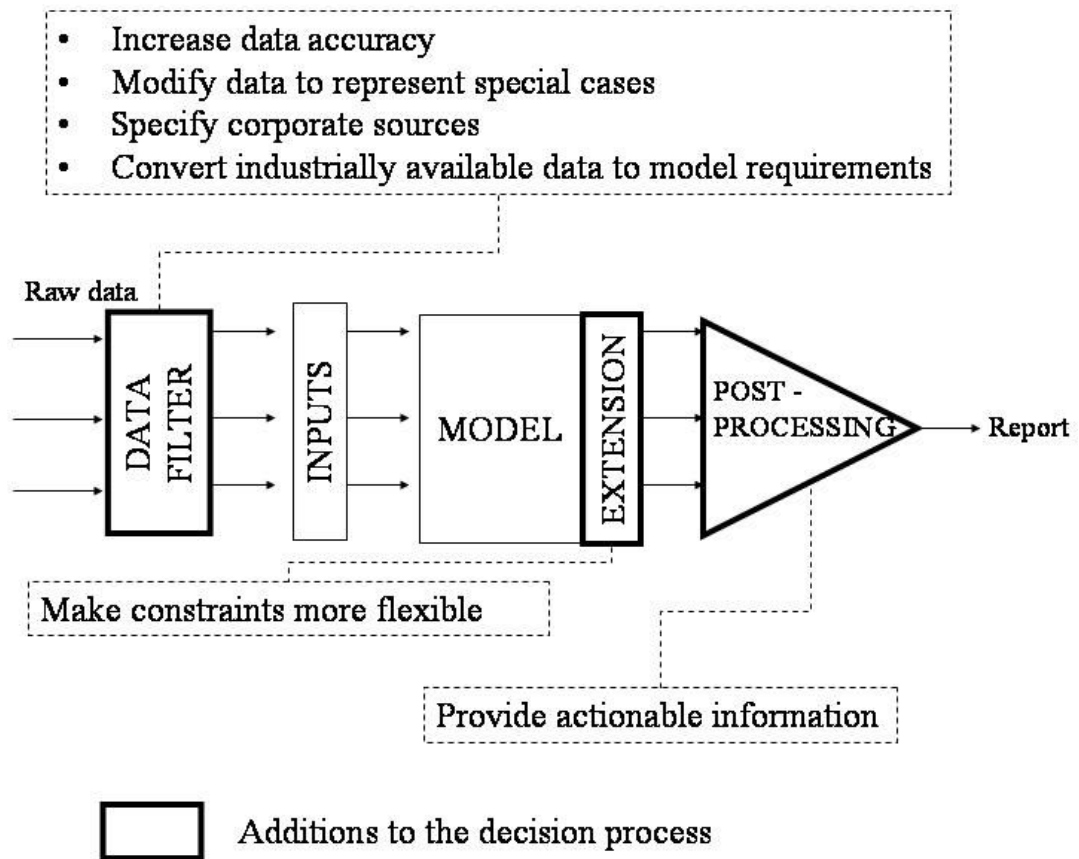 • Increase data accuracy
• Modify data to represent special cases
• Specify corporate sources
• Convert industrially available data to model requirements
Raw data
DATA
FILTER
INPUTS
MODEL
EXTENSION
POST -
PROCESSING
Report
Make constraints more flexible
Provide actionable information
Additions to the decision process